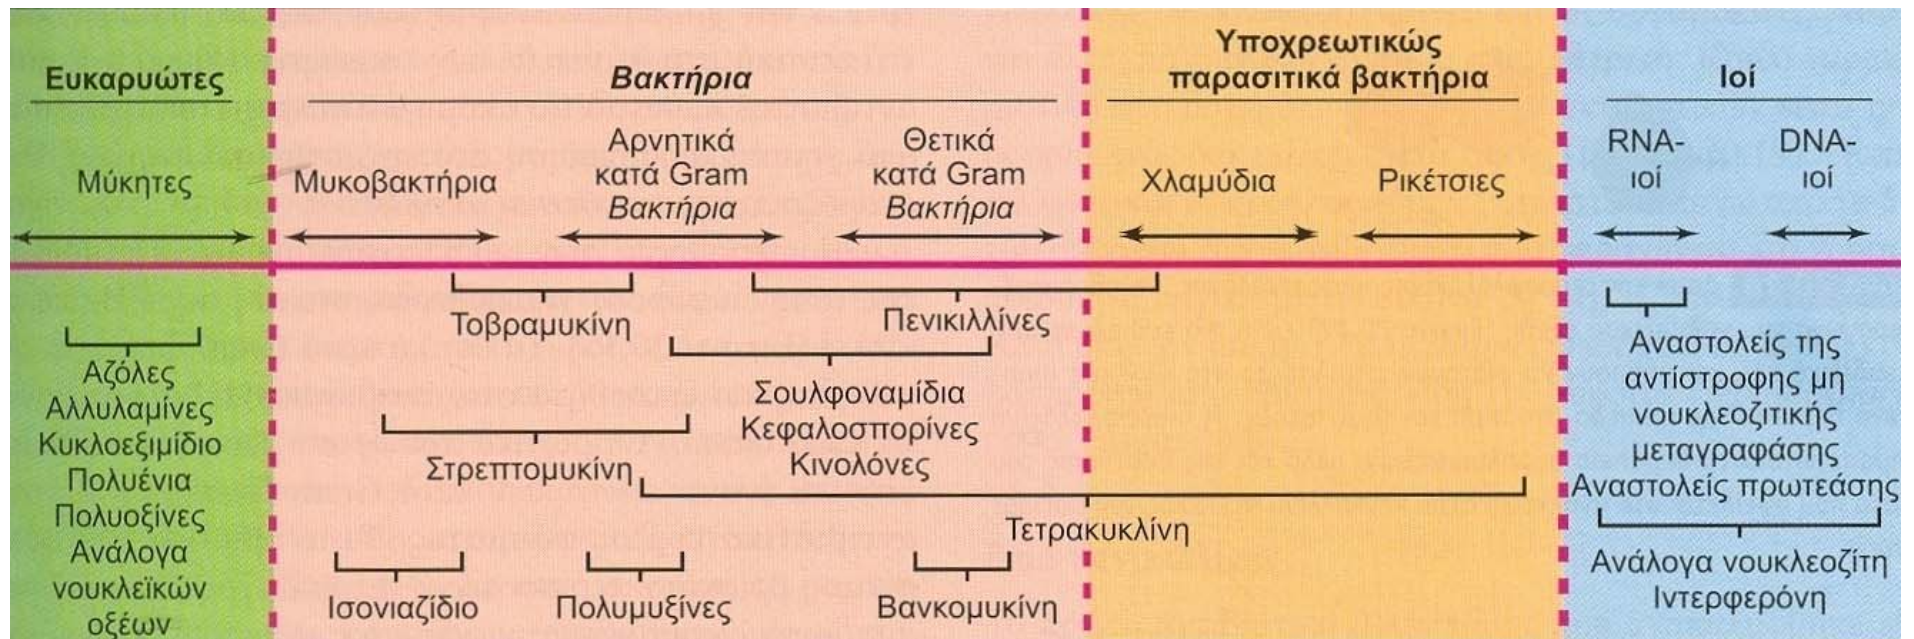 Ευκαρυώτες
Μύκητες
Βακτήρια
Μυκοβακτήρια
Αρνητικά
κατά Gram
Βακτήρια
Θετικά
κατά Gram
Βακτήρια
Υποχρεωτικώς
παρασιτικά βακτήρια
Χλαμύδια
Ρικέτσιες
Ιοί
RNA-
ιοί
DNA-
ιοί
Αζόλες
Αλλυλαμίνες
Κυκλοεξιμίδιο
Πολυένια
Πολυοξίνες
Ανάλογα
νουκλεϊκών
οξέων
Τοβραμυκίνη
Πενικιλλίνες
Σουλφοναμίδια
Κεφαλοσπορίνες
Κινολόνες
Στρεπτομυκίνη
Τετρακυκλίνη
Ισονιαζίδιο
Πολυμυξίνες
Βανκομυκίνη
Αναστολείς της
αντίστροφης μη
νουκλεοζιτικής
μεταγραφάσης
Αναστολείς πρωτεάσης
Ανάλογα νουκλεοζίτη
Ιντερφερόνη